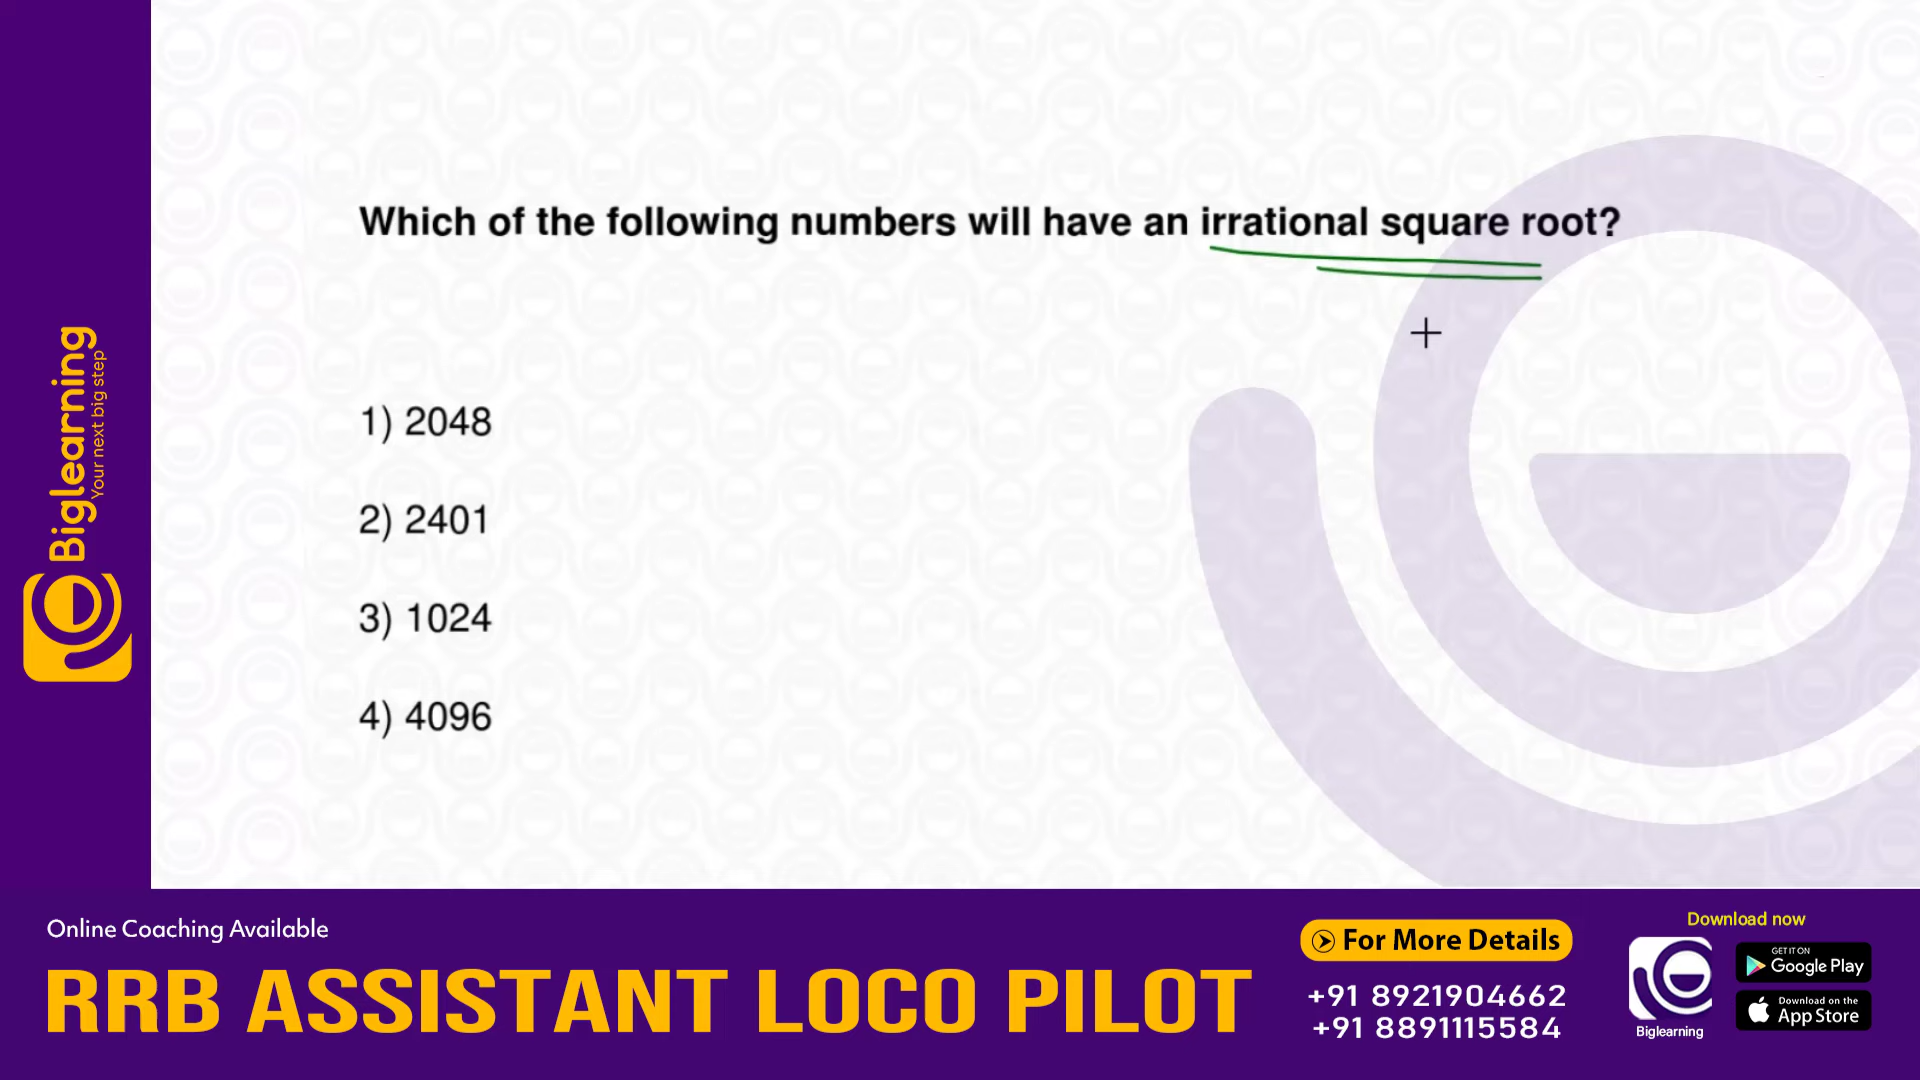 Which of the following numbers will have an irrational square root?
1) 2048
2) 2401
3) 1024
4) 4096
Biglearning
Your next big step
Online Coaching Available
RRB ASSISTANT LOCO PILOT
For More Details
+91 8921904662
+91 8891115584
Download now
Biglearning
GET IT ON
Google Play
Download on the
App Store